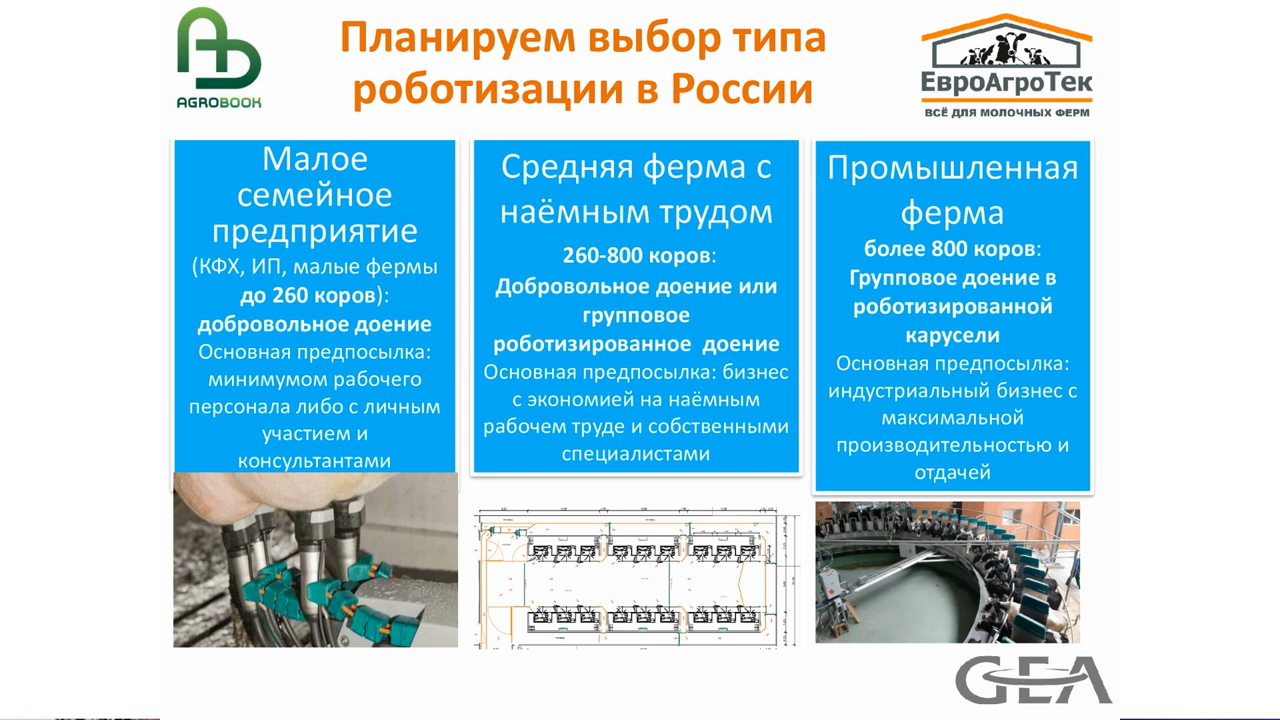 AGROBOOK
Планируем выбор типа
роботизации в России
ЕвроАгроТек
ВСЁ ДЛЯ МОЛОЧНЫХ ФЕРМ
Малое
семейное
предприятие
(КФХ, ИП, малые фермы
до 260 коров):
добровольное доение
Основная предпосылка:
минимумом рабочего
персонала либо с личным
участием и
консультантами
Средняя ферма с
наёмным трудом
260-800 коров:
Добровольное доение или
групповое
роботизированное доение
Основная предпосылка: бизнес
с экономией на наёмным
рабочем труде и собственными
специалистами
Промышленная
ферма
более 800 коров:
Групповое доение в
роботизированной
карусели
Основная предпосылка:
индустриальный бизнес с
максимальной
производительностью и
отдачей
GEA